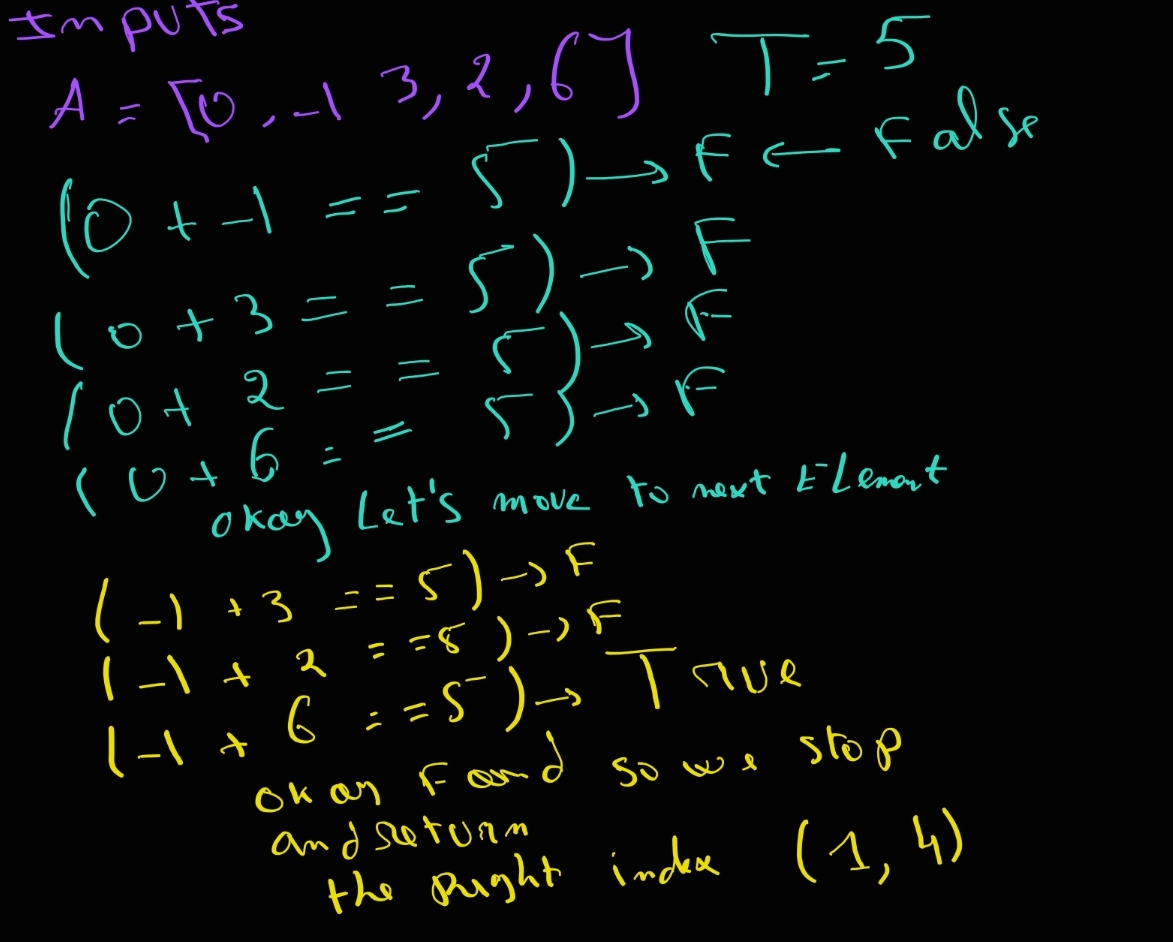 Inputs
A = [0, -1 3, 2, 6] T = 5
(0 + -1 == 5) → F ← False
(0 + 3 == 5) → F
(0 + 2 == 5) → F
(0 + 6 == 5) → F
okay Let's move to next Element
(-1 + 3 == 5) → F
(-1 + 2 == 5) → F
(-1 + 6 == 5) → True
okay Found so we stop
and return
the right index (1, 4)